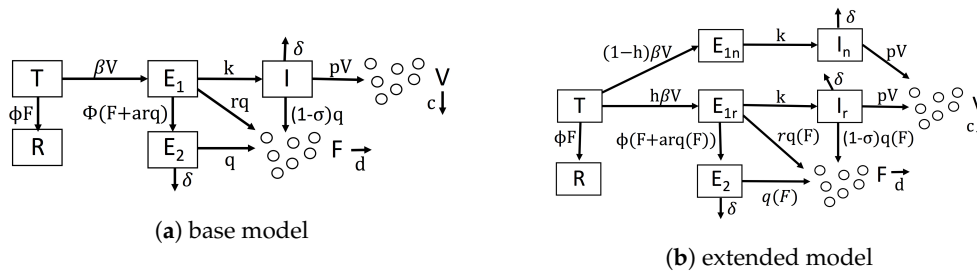 δ
T βV E₁ k I pV V
c
ϕF Φ(F+arq) rq (1-σ)q
R E₂ q F d
δ
(a) base model
δ
(1−h)βV E₁ₙ k Iₙ pV
δ
T hβV E₁ᵣ k Iᵣ pV V
c
ϕF ϕ(F+arq(F)) rq(F) (1-σ)q(F)
R E₂ q(F) F d
δ
(b) extended model